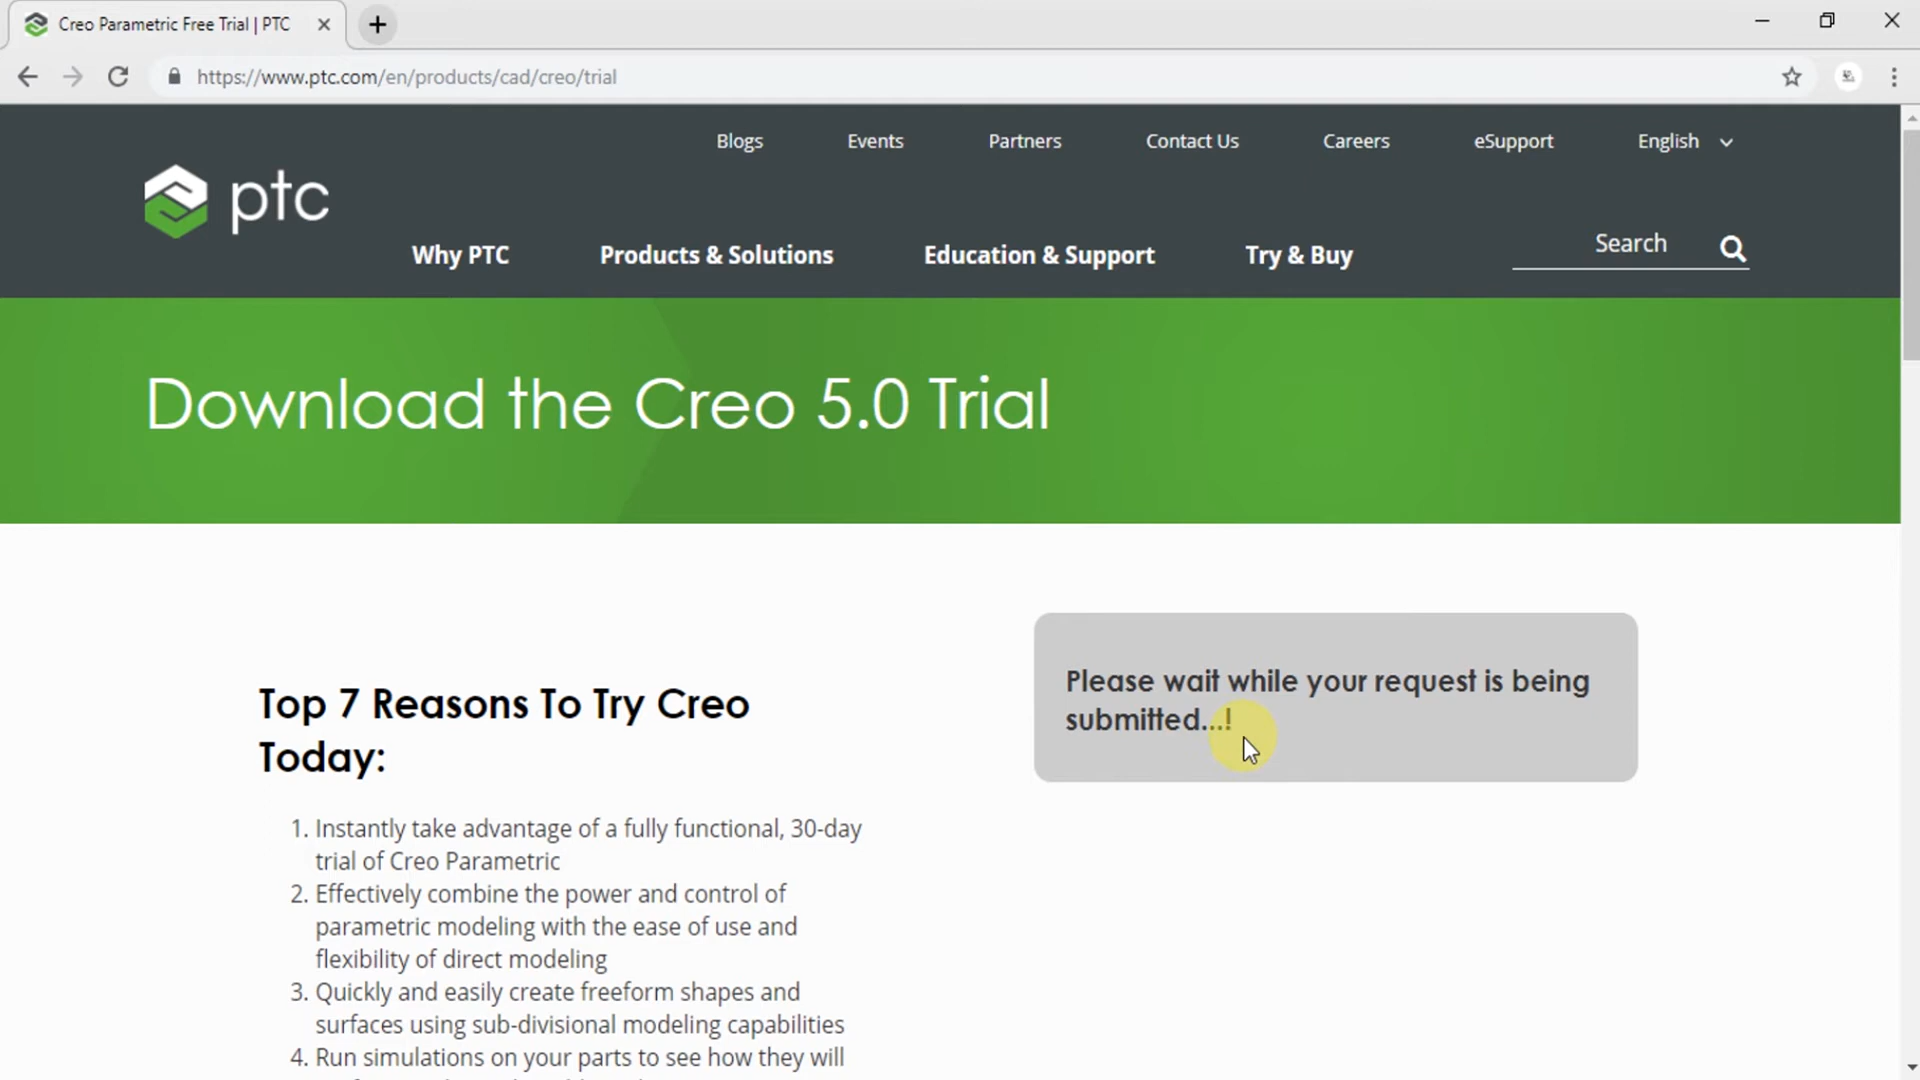 Creo Parametric Free Trial | PTC
https://www.ptc.com/en/products/cad/creo/trial
Blogs Events Partners Contact Us Careers eSupport English
ptc
Why PTC Products & Solutions Education & Support Try & Buy Search
Download the Creo 5.0 Trial
Please wait while your request is being
submitted...!
Top 7 Reasons To Try Creo
Today:
1. Instantly take advantage of a fully functional, 30-day
trial of Creo Parametric
2. Effectively combine the power and control of
parametric modeling with the ease of use and
flexibility of direct modeling
3. Quickly and easily create freeform shapes and
surfaces using sub-divisional modeling capabilities
4. Run simulations on your parts to see how they will